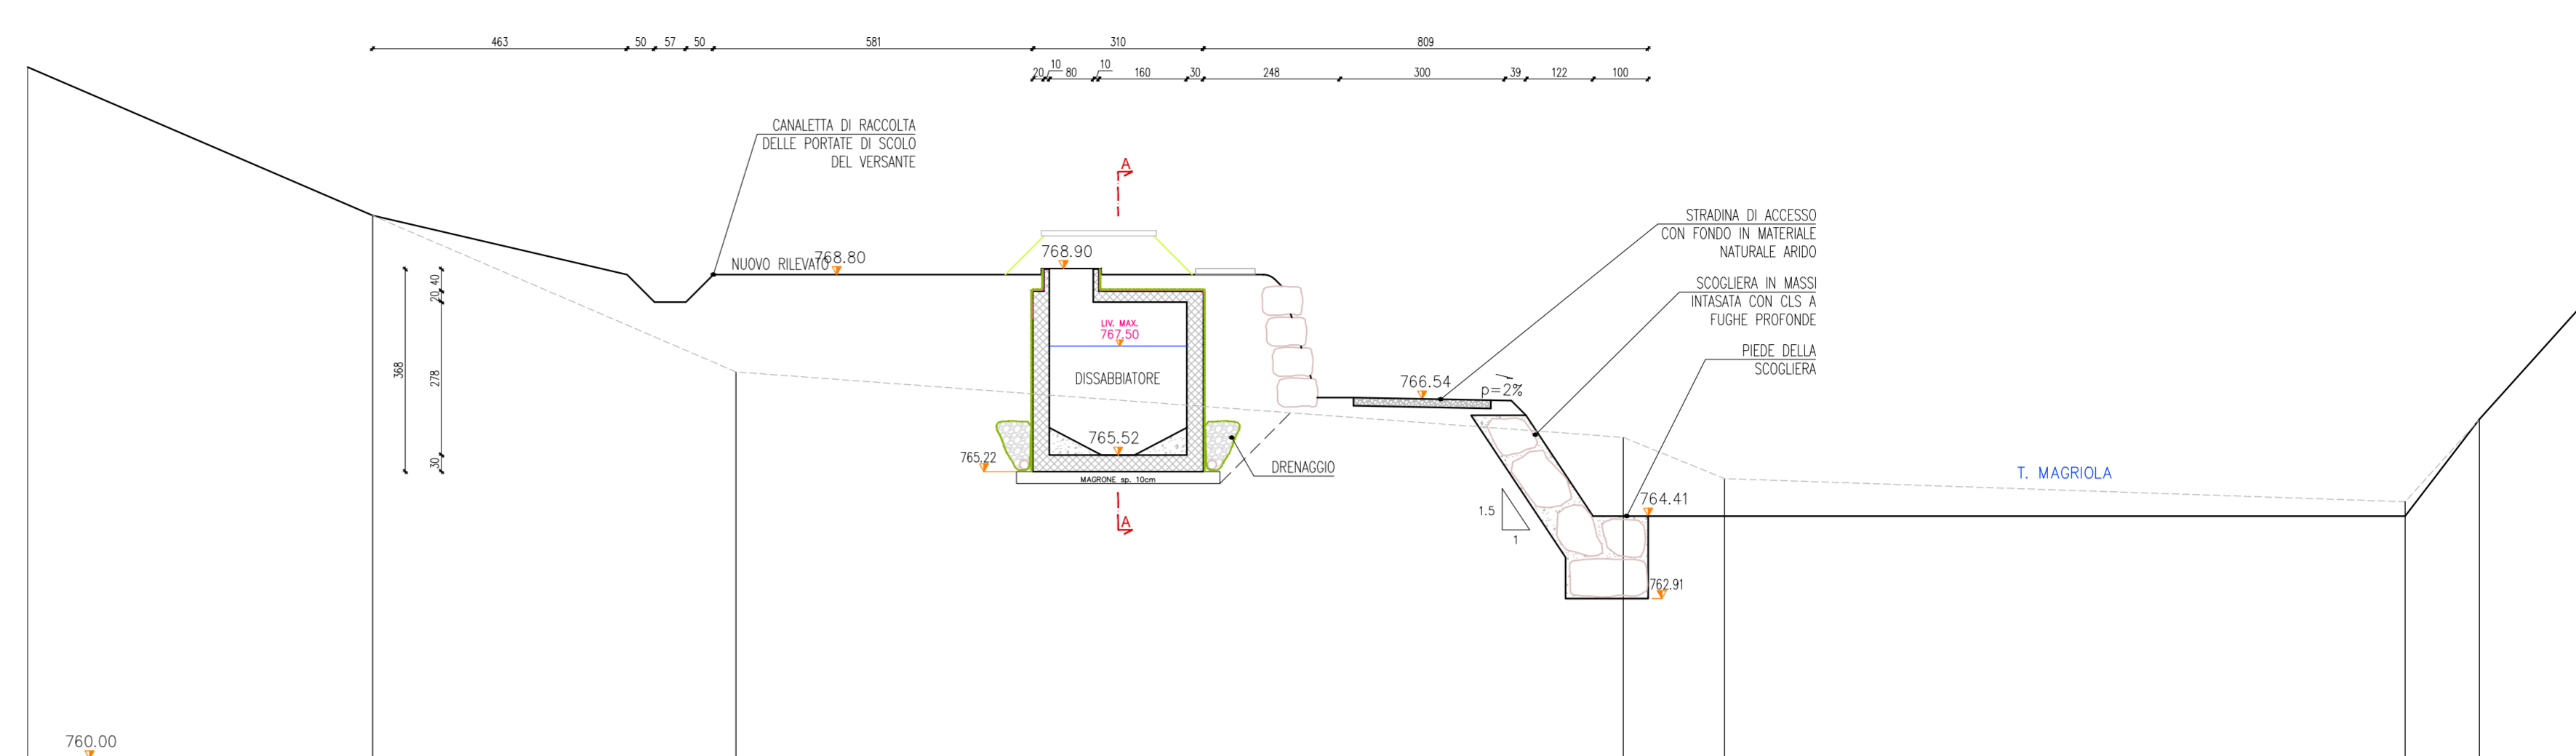 463 50 57 50 581 310 809
20 10 80 10 160 30 248 300 39 122 100
CANALETTA DI RACCOLTA
DELLE PORTATE DI SCOLO
DEL VERSANTE
A
STRADINA DI ACCESSO
CON FONDO IN MATERIALE
NATURALE ARIDO
NUOVO RILEVATO
768.80
768.90
SCOGLIERA IN MASSI
INTASATA CON CLS A
FUGHE PROFONDE
40
20
368
278
30
LIV. MAX.
767.50
DISSABBIATORE
PIEDE DELLA
SCOGLIERA
766.54
p=2%
765.52
765.22
DRENAGGIO
MAGRONE sp. 10cm
T. MAGRIOLA
764.41
1.5
1
A
762.91
760.00